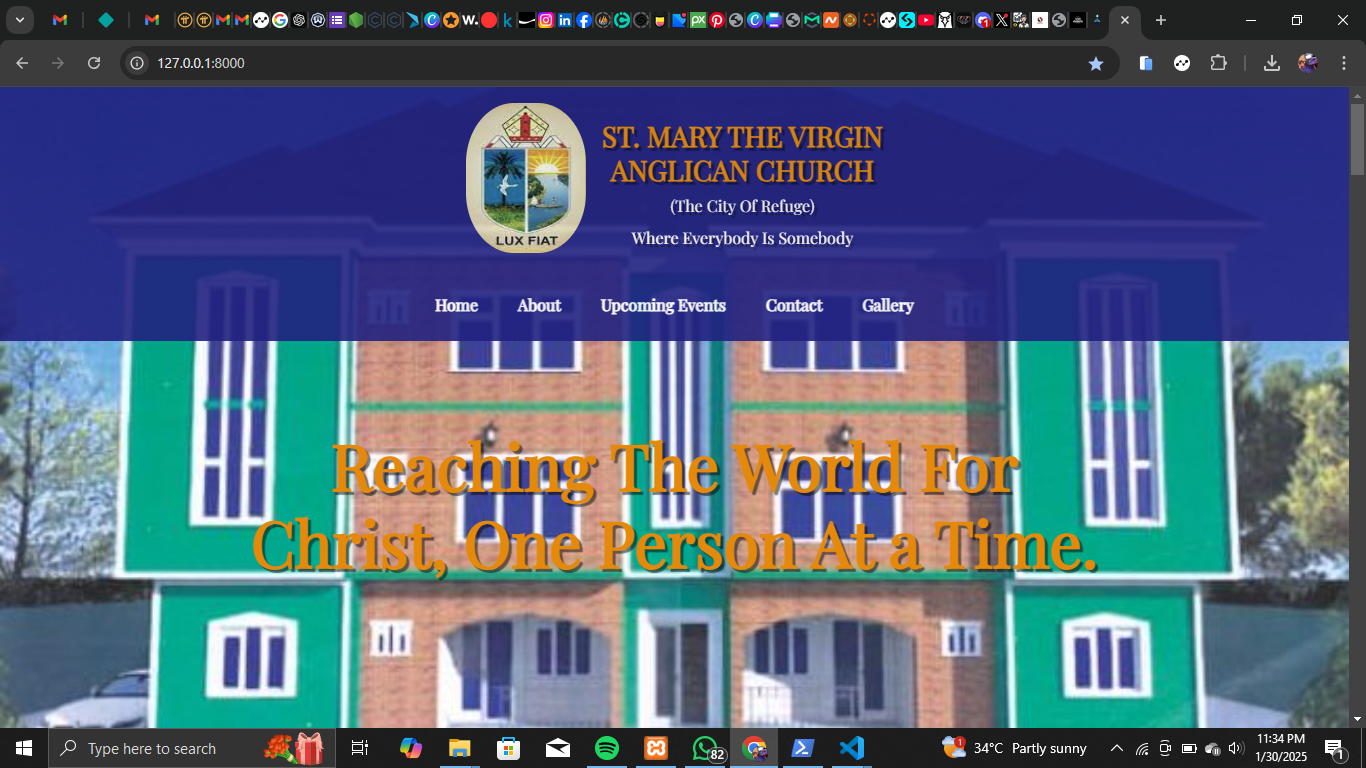 w.
k
127.0.0.1:8000
LUX FIAT
ST. MARY THE VIRGIN
ANGLICAN CHURCH
(The City Of Refuge)
Where Everybody Is Somebody
Home About Upcoming Events Contact Gallery
Reaching The World For
Christ, One Person At a Time.
Type here to search
82
34°C Partly sunny
11:34 PM
1/30/2025
1